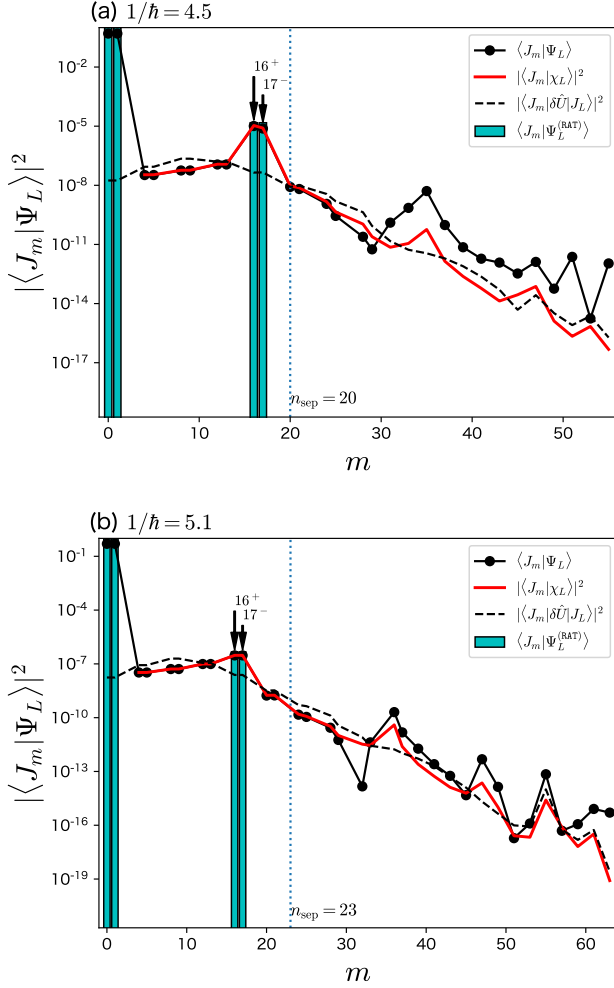 (a) 1/ℏ = 4.5
|⟨J_m|Ψ_L⟩|²
10^-2
10^-5
10^-8
10^-11
10^-14
10^-17
16⁺
17⁻
⟨J_m|Ψ_L⟩
|⟨J_m|χ_L⟩|²
|⟨J_m|δÛ|J_L⟩|²
⟨J_m|Ψ_L^(RAT)⟩
n_sep = 20
0 10 20 30 40 50
m
(b) 1/ℏ = 5.1
|⟨J_m|Ψ_L⟩|²
10^-1
10^-4
10^-7
10^-10
10^-13
10^-16
10^-19
16⁺
17⁻
⟨J_m|Ψ_L⟩
|⟨J_m|χ_L⟩|²
|⟨J_m|δÛ|J_L⟩|²
⟨J_m|Ψ_L^(RAT)⟩
n_sep = 23
0 10 20 30 40 50 60
m